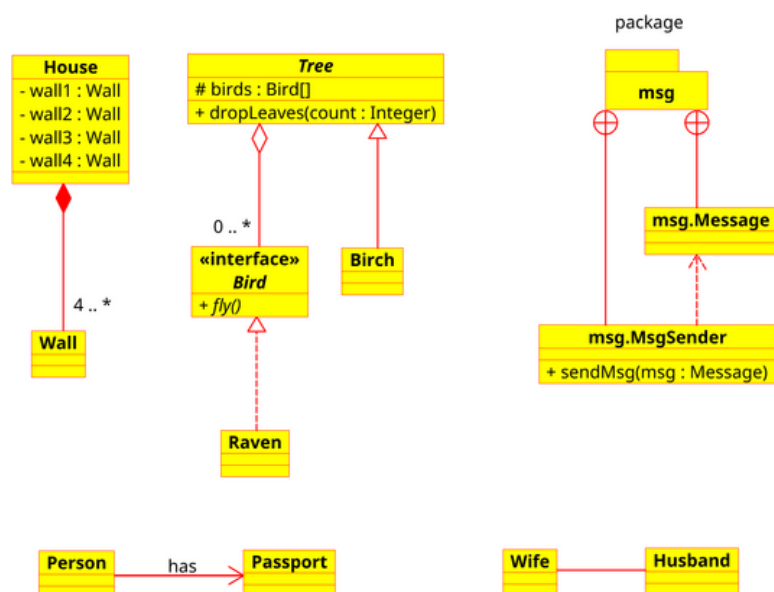 package
House
- wall1 : Wall
- wall2 : Wall
- wall3 : Wall
- wall4 : Wall
4 .. *
Wall
Tree
# birds : Bird[]
+ dropLeaves(count : Integer)
0 .. *
«interface»
Bird
+ fly()
Birch
Raven
msg
msg.Message
msg.MsgSender
+ sendMsg(msg : Message)
Person
has
Passport
Wife
Husband